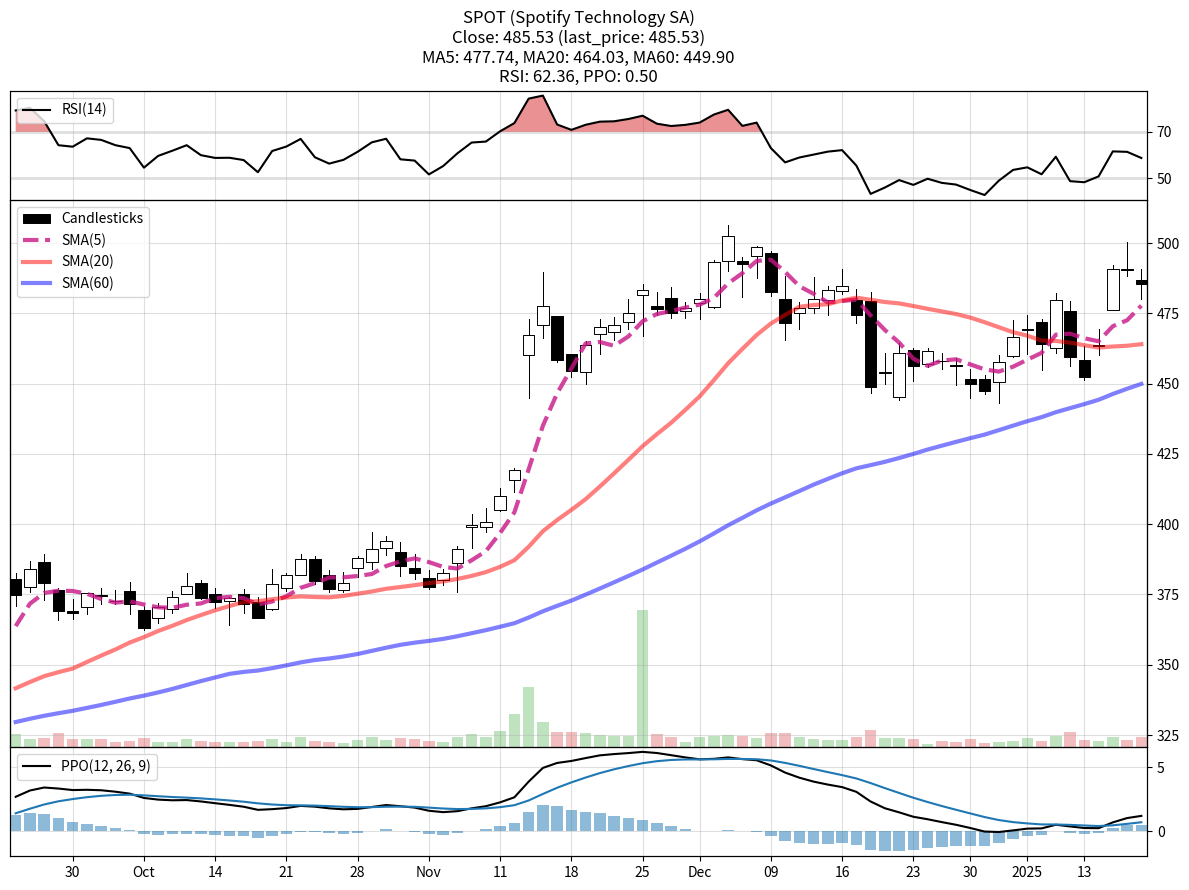 SPOT (Spotify Technology SA)
Close: 485.53 (last_price: 485.53)
MA5: 477.74, MA20: 464.03, MA60: 449.90
RSI: 62.36, PPO: 0.50
RSI(14)
70
50
Candlesticks
SMA(5)
SMA(20)
SMA(60)
500
475
450
425
400
375
350
325
PPO(12, 26, 9)
5
0
30 Oct 14 21 28 Nov 11 18 25 Dec 09 16 23 30 2025 13